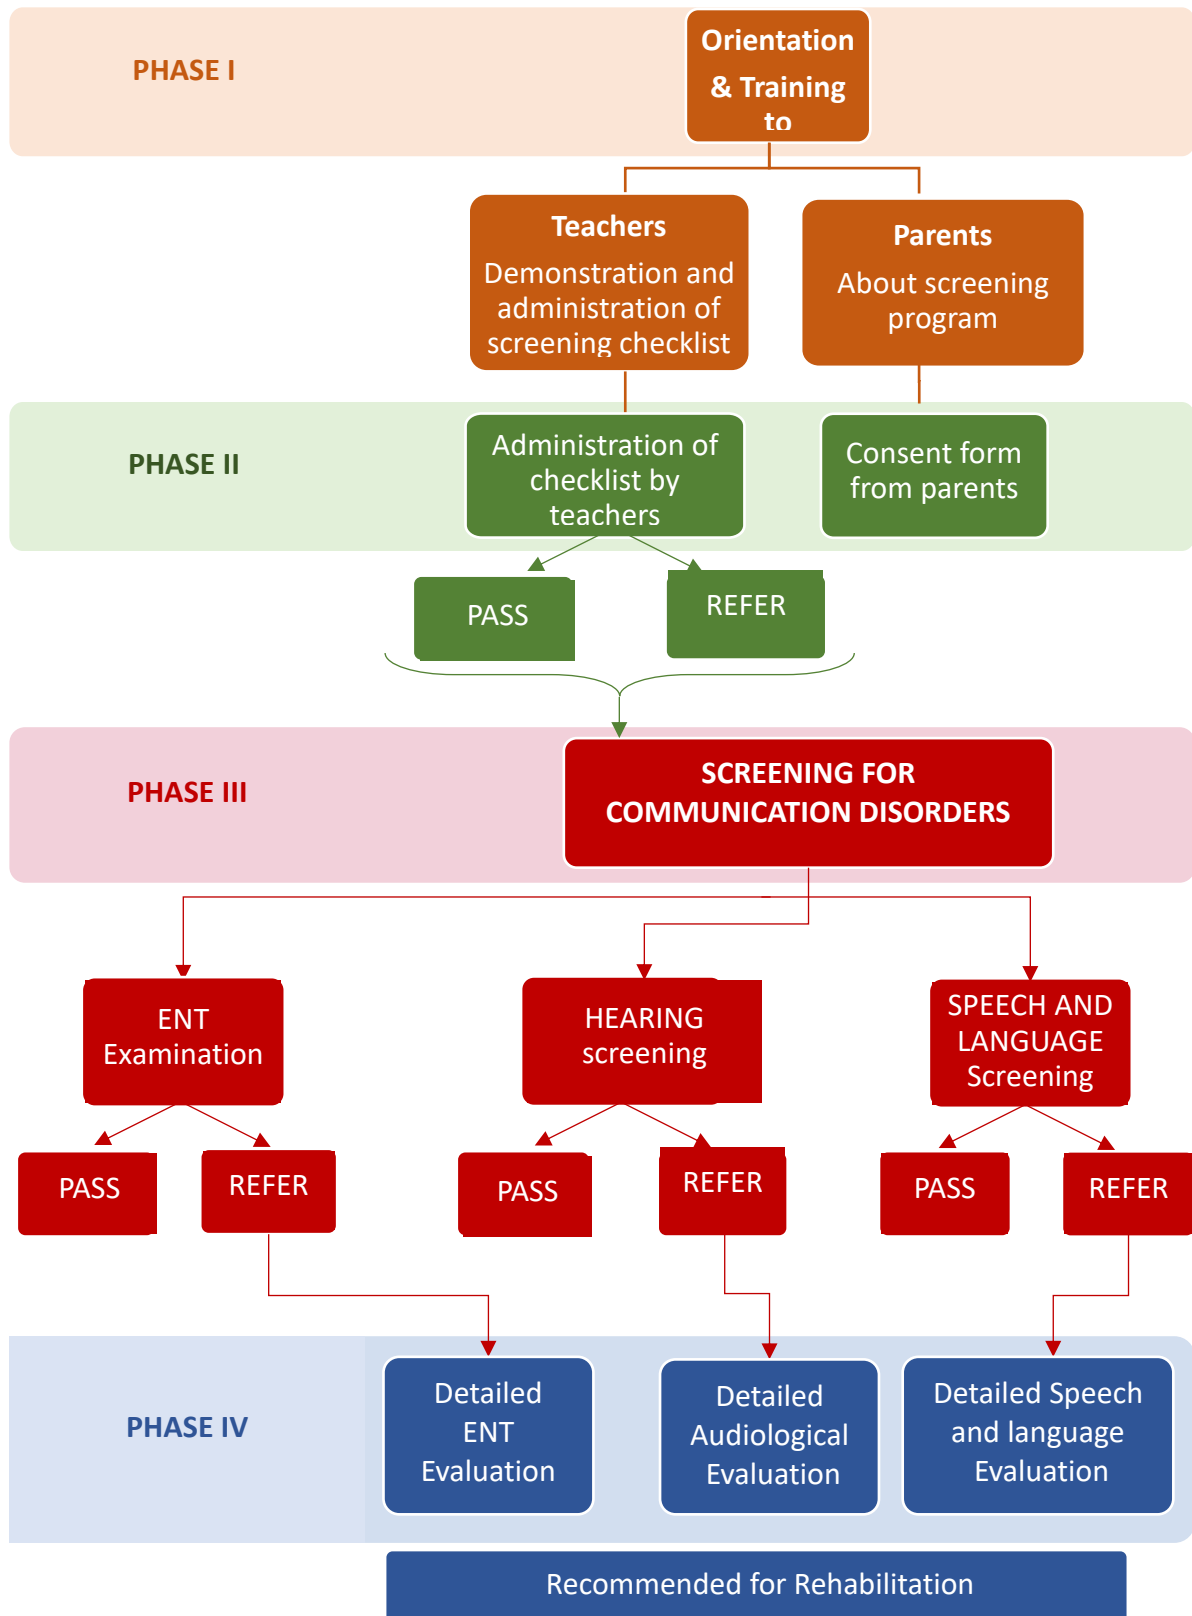 PHASE I
Orientation
& Training
to
Teachers
Demonstration and
administration of
screening checklist
Parents
About screening
program
PHASE II
Administration of
checklist by
teachers
Consent form
from parents
PASS
REFER
PHASE III
SCREENING FOR
COMMUNICATION DISORDERS
ENT
Examination
HEARING
screening
SPEECH AND
LANGUAGE
Screening
PASS
REFER
PASS
REFER
PASS
REFER
PHASE IV
Detailed
ENT
Evaluation
Detailed
Audiological
Evaluation
Detailed Speech
and language
Evaluation
Recommended for Rehabilitation